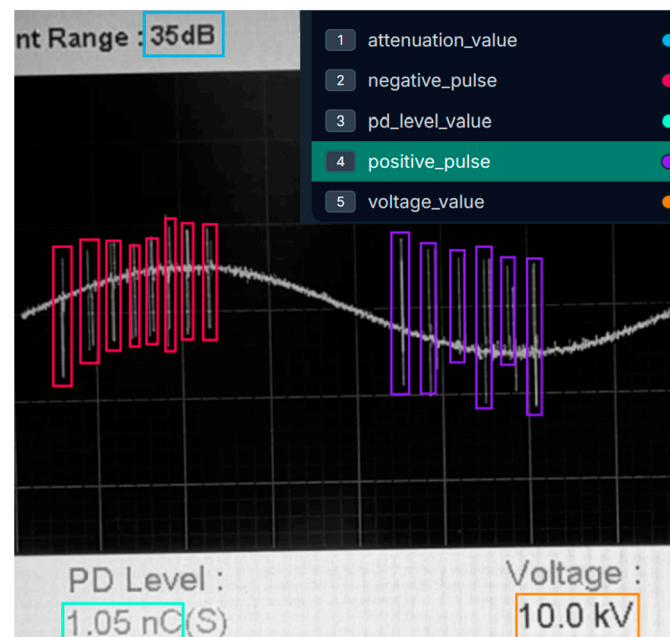 nt Range : 35dB
1 attenuation_value
2 negative_pulse
3 pd_level_value
4 positive_pulse
5 voltage_value
PD Level :
1.05 nC(S)
Voltage :
10.0 kV